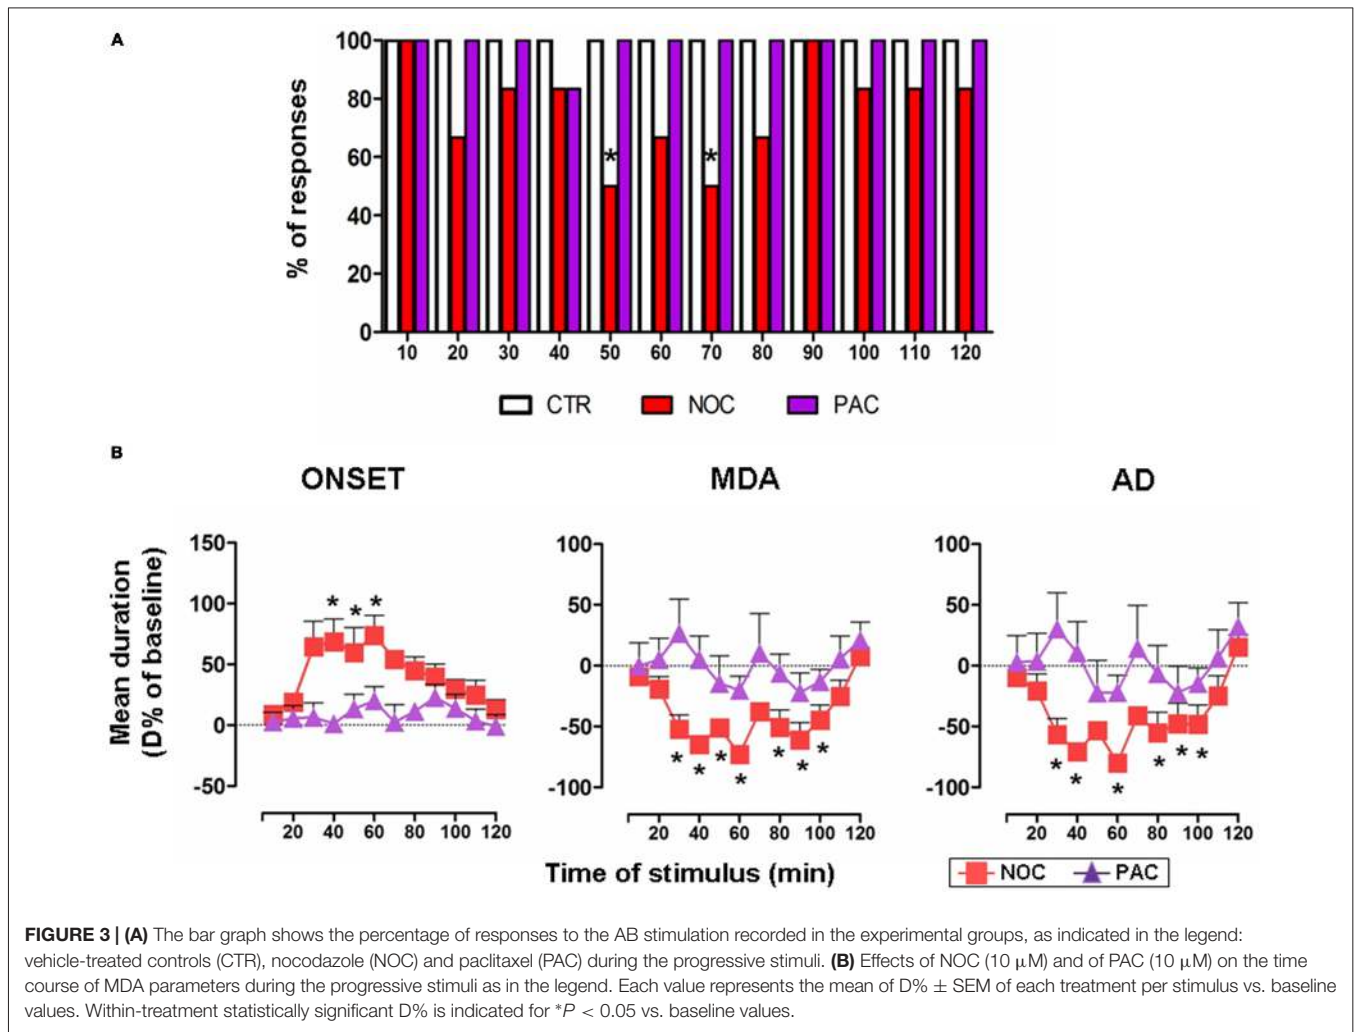 A
% of responses
100
80
60
40
20
0
* *
10 20 30 40 50 60 70 80 90 100 110 120
CTR NOC PAC
B
ONSET MDA AD
Mean duration
(D% of baseline)
150
100
50
0
-50
* * *
20 40 60 80 100 120
100
50
0
-50
-100
* * * * * * *
20 40 60 80 100 120
100
50
0
-50
-100
* * * * * *
20 40 60 80 100 120
Time of stimulus (min)
NOC PAC
FIGURE 3 | (A) The bar graph shows the percentage of responses to the AB stimulation recorded in the experimental groups, as indicated in the legend:
vehicle-treated controls (CTR), nocodazole (NOC) and paclitaxel (PAC) during the progressive stimuli. (B) Effects of NOC (10 μM) and of PAC (10 μM) on the time
course of MDA parameters during the progressive stimuli as in the legend. Each value represents the mean of D% ± SEM of each treatment per stimulus vs. baseline
values. Within-treatment statistically significant D% is indicated for *P < 0.05 vs. baseline values.